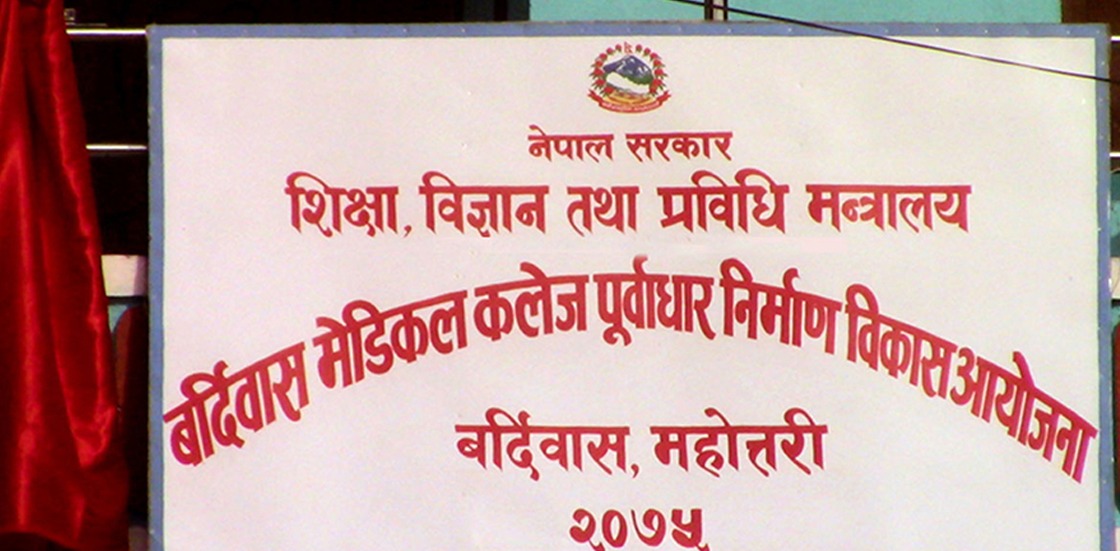 नेपाल सरकार
शिक्षा, विज्ञान तथा प्रविधि मन्त्रालय
बर्दिवास मेडिकल कलेज पूर्वाधार निर्माण विकास आयोजना
बर्दिवास, महोत्तरी
२०७५